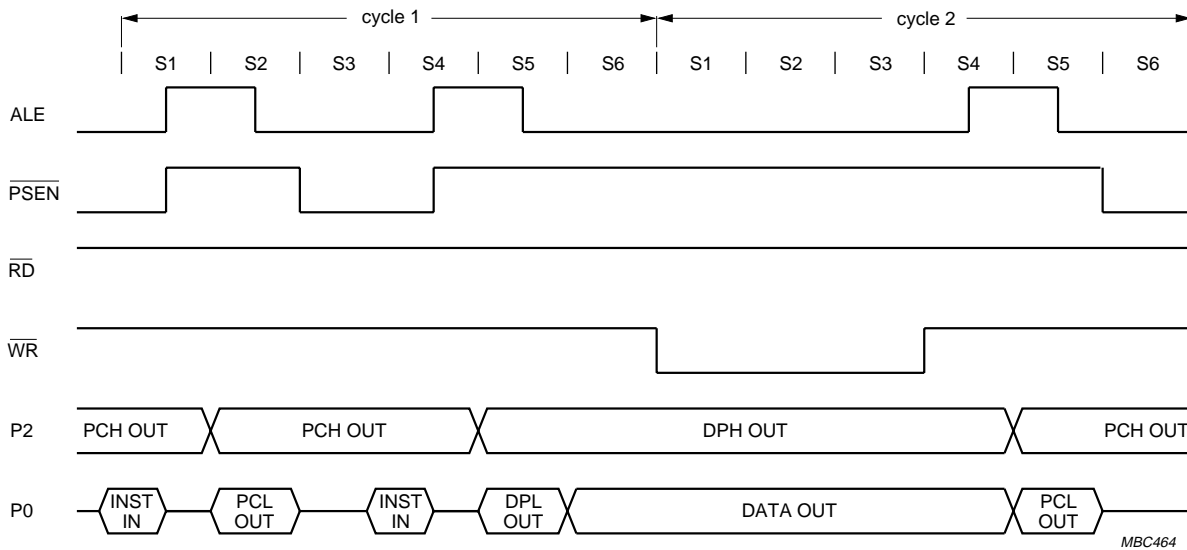 cycle 1 cycle 2
S1 S2 S3 S4 S5 S6 S1 S2 S3 S4 S5 S6
ALE
PSEN
RD
WR
P2 PCH OUT PCH OUT DPH OUT PCH OUT
P0 INST IN PCL OUT INST IN DPL OUT DATA OUT PCL OUT
MBC464